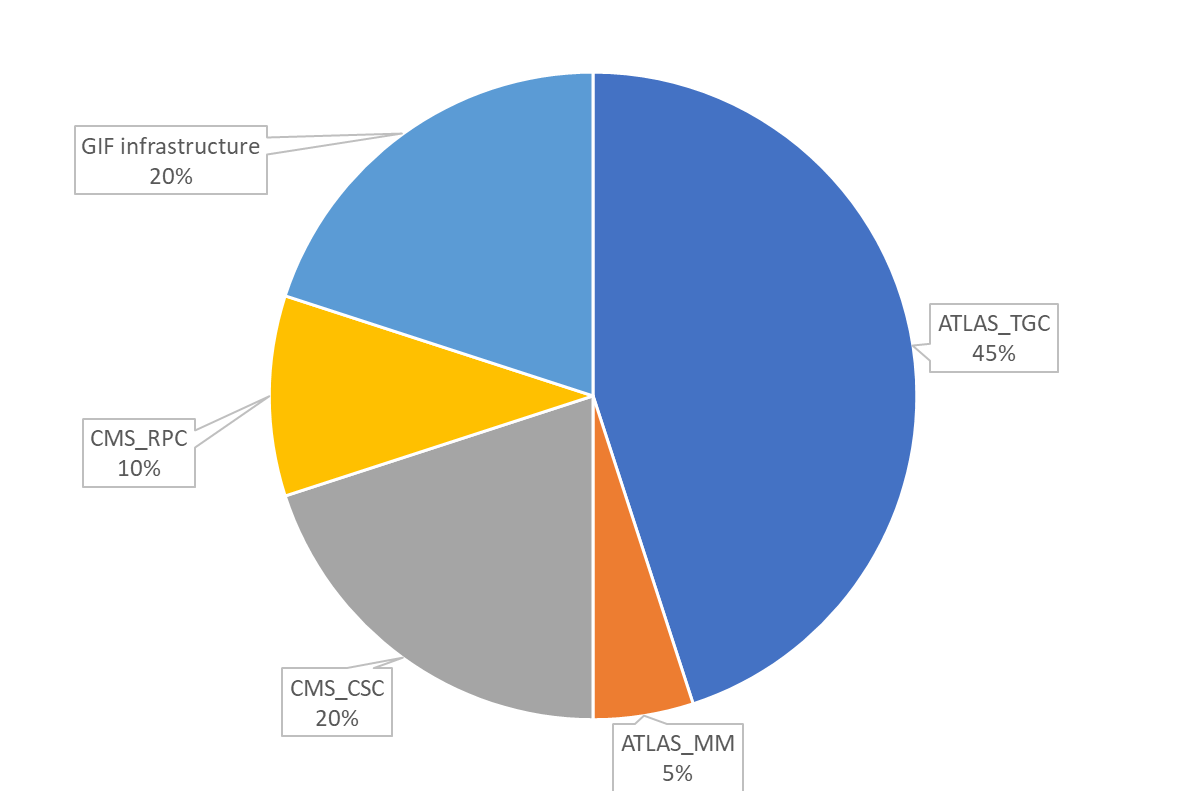 GIF infrastructure
20%
ATLAS_TGC
45%
CMS_RPC
10%
CMS_CSC
20%
ATLAS_MM
5%